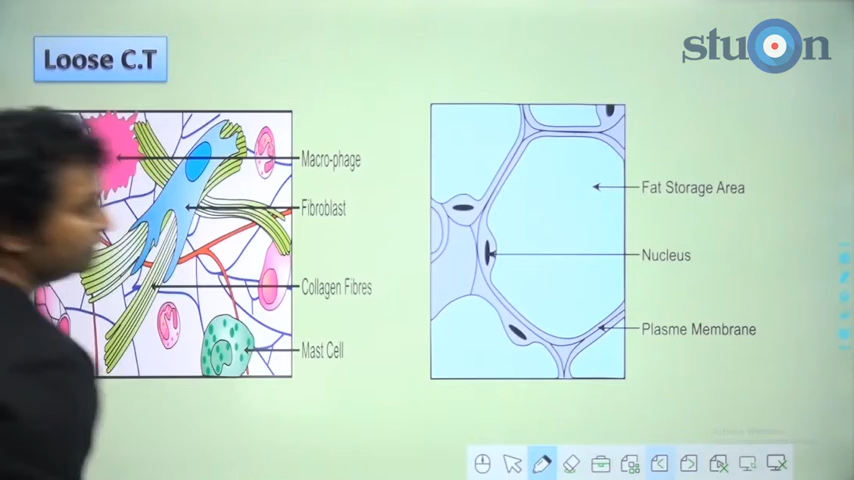 Loose C.T
stuOn
Macro-phage
Fibroblast
Collagen Fibres
Mast Cell
Fat Storage Area
Nucleus
Plasme Membrane